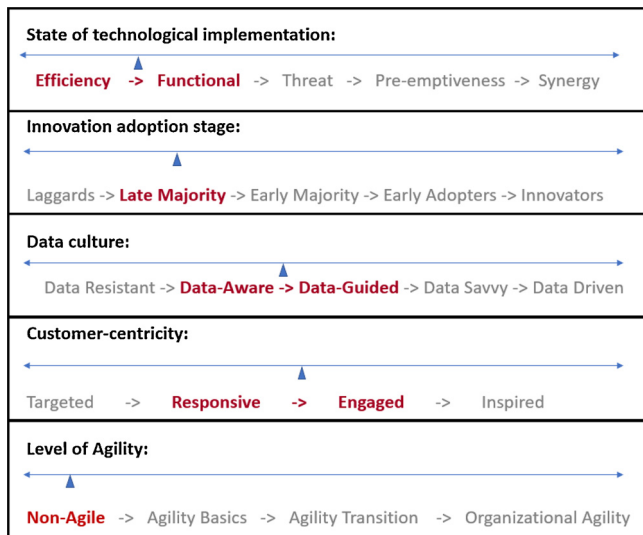 State of technological implementation:
Efficiency -> Functional -> Threat -> Pre-emptiveness -> Synergy
Innovation adoption stage:
Laggards -> Late Majority -> Early Majority -> Early Adopters -> Innovators
Data culture:
Data Resistant -> Data-Aware -> Data-Guided -> Data Savvy -> Data Driven
Customer-centricity:
Targeted -> Responsive -> Engaged -> Inspired
Level of Agility:
Non-Agile -> Agility Basics -> Agility Transition -> Organizational Agility